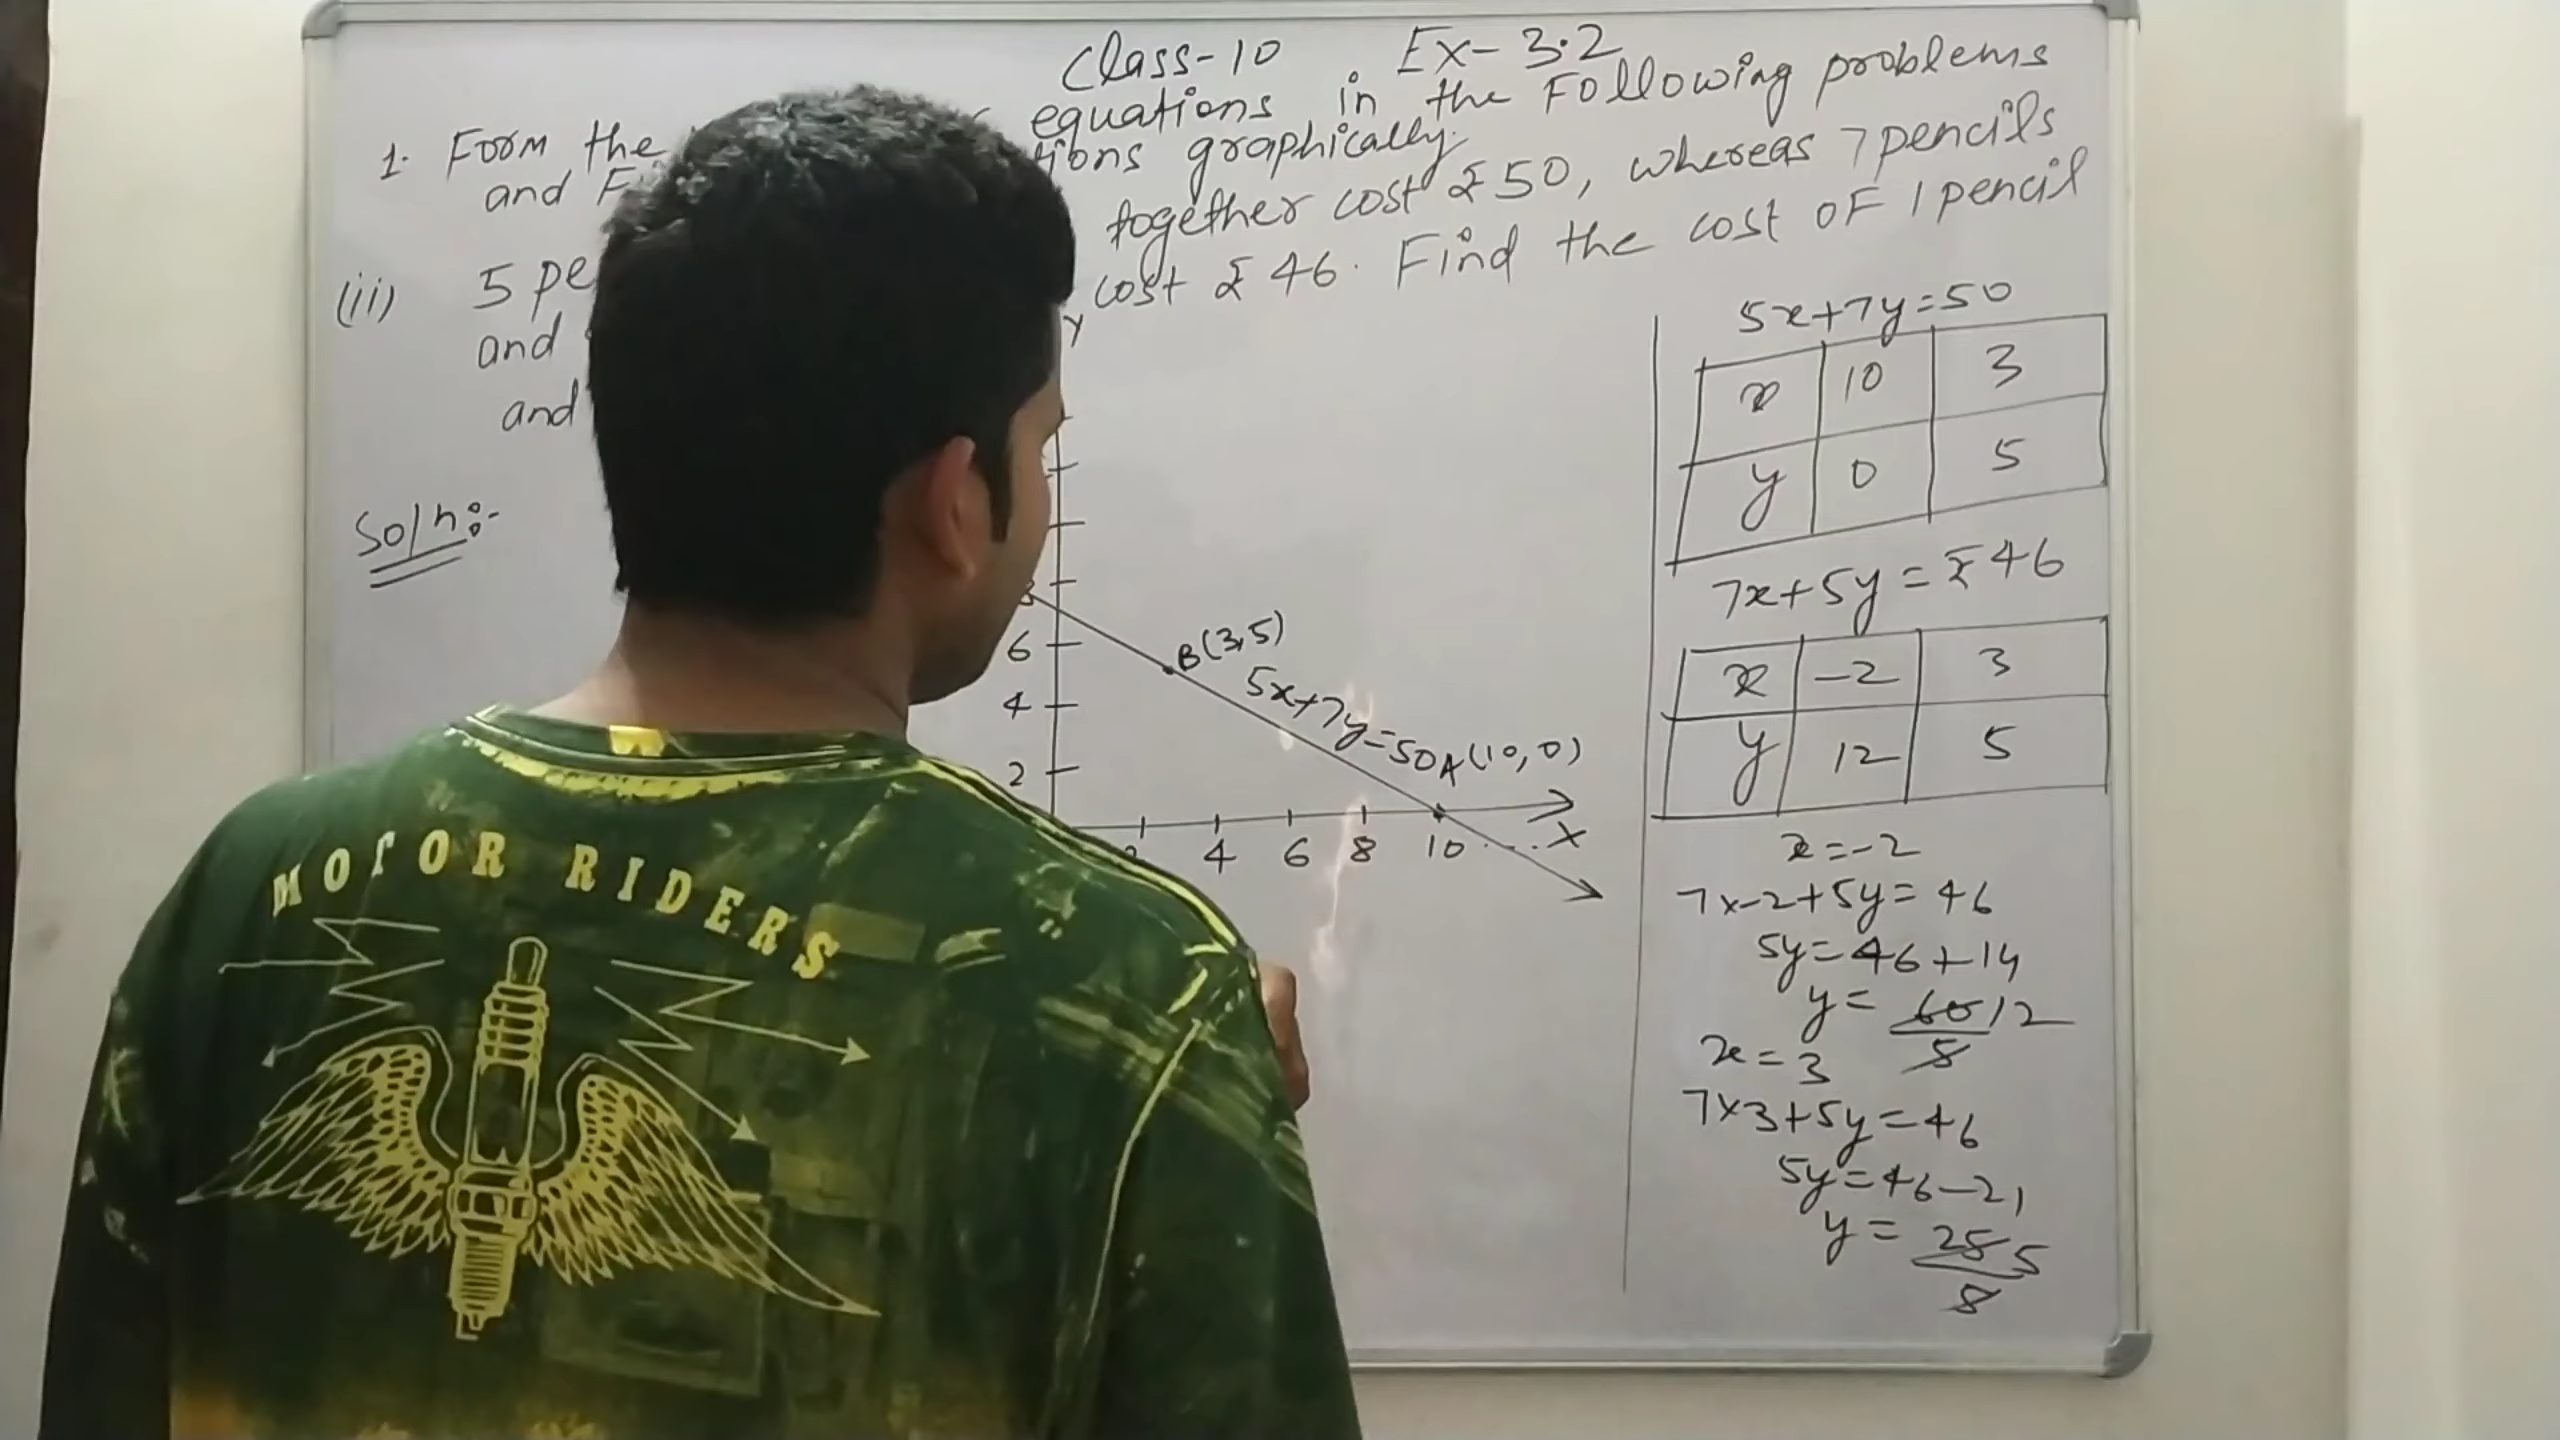 Class-10 Ex-3.2
1. Form the equations in the Following problems
and tions graphically.
(ii) 5 pe together cost ₹50, whereas 7 pencils
and cost ₹46. Find the cost of 1 pencil
and
Soln:-
Y
8
6
4
2
4 6 8 10 ... X
B(3,5)
5x+7y=50
A(10,0)
5x+7y=50
x 10 3
y 0 5
7x+5y=₹46
x -2 3
y 12 5
x=-2
7x-2+5y=46
5y=46+14
y=60/5 12
x=3
7x3+5y=46
5y=46-21
y=25/5 5
MOTOR RIDERS